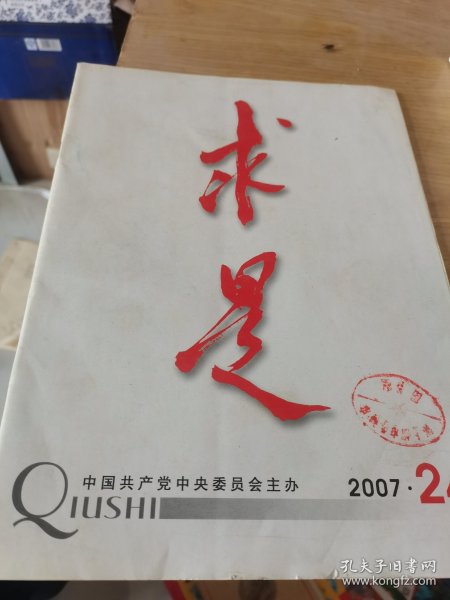 求
是
中国共产党中央委员会主办
QIUSHI
2007·24
孔夫子旧书网
www.kongfz.com